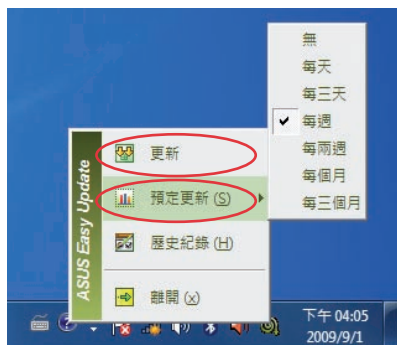 無
每天
每三天
每週
每兩週
每個月
每三個月
ASUS Easy Update
更新
預定更新 (S)
歷史紀錄 (H)
離開 (x)
下午 04:05
2009/9/1